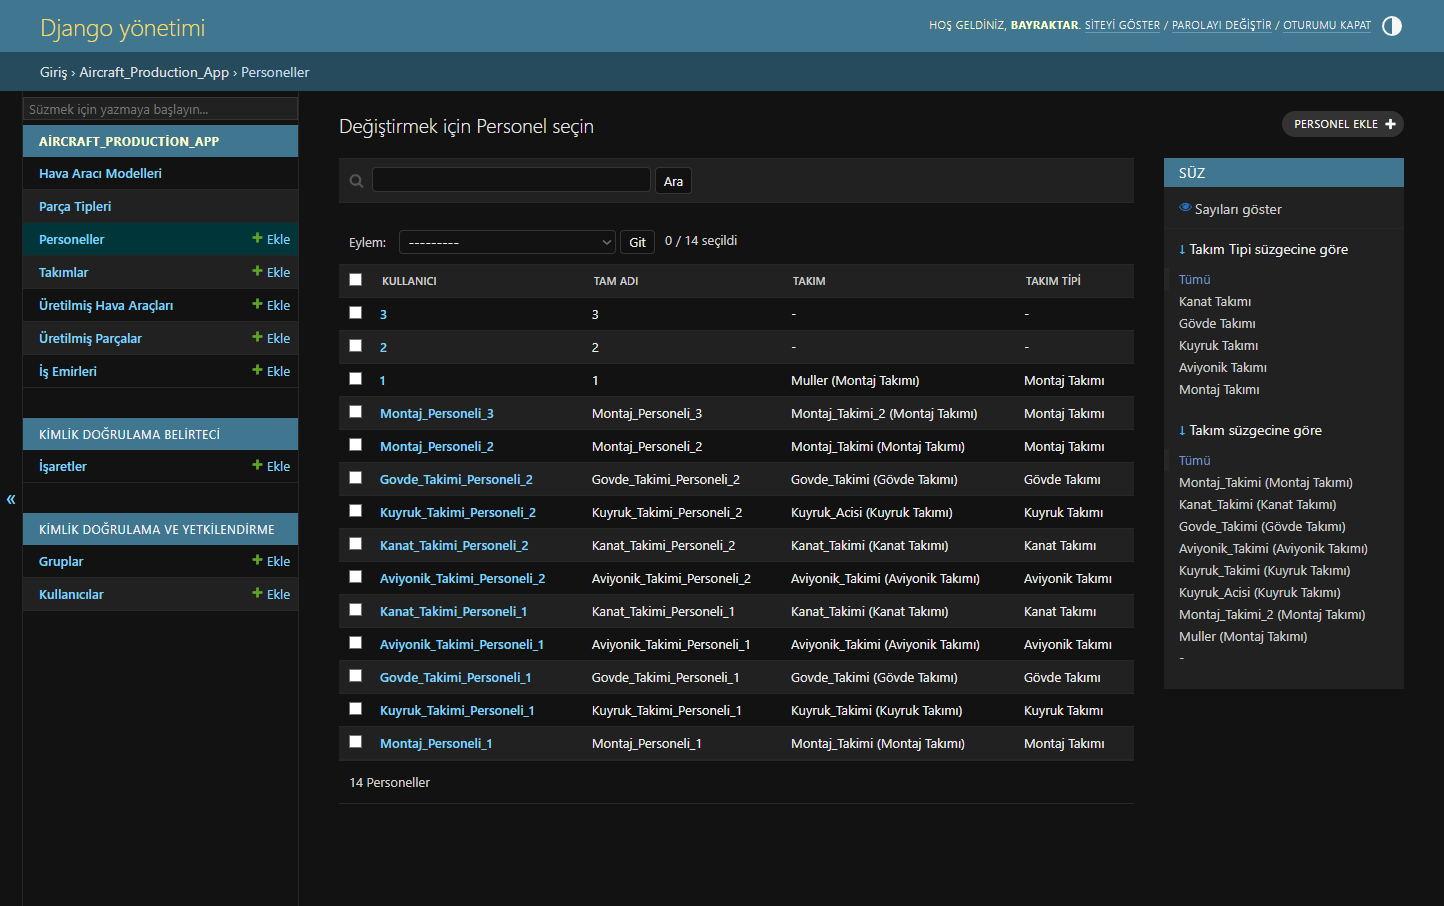 Django yönetimi
HOŞ GELDİNİZ, BAYRAKTAR. SİTEYİ GÖSTER / PAROLAYI DEĞİŞTİR / OTURUMU KAPAT
Giriş › Aircraft_Production_App › Personeller
Süzmek için yazmaya başlayın...
AİRCRAFT_PRODUCTİON_APP
Hava Aracı Modelleri
Parça Tipleri
Personeller Ekle
Takımlar Ekle
Üretilmiş Hava Araçları Ekle
Üretilmiş Parçalar Ekle
İş Emirleri Ekle
KİMLİK DOĞRULAMA BELİRTECİ
İşaretler Ekle
«
KİMLİK DOĞRULAMA VE YETKİLENDİRME
Gruplar Ekle
Kullanıcılar Ekle
Değiştirmek için Personel seçin
PERSONEL EKLE
Ara
Eylem: --------- Git 0 / 14 seçildi
KULLANICI TAM ADI TAKIM TAKIM TİPİ
3 3 - -
2 2 - -
1 1 Muller (Montaj Takımı) Montaj Takımı
Montaj_Personeli_3 Montaj_Personeli_3 Montaj_Takimi_2 (Montaj Takımı) Montaj Takımı
Montaj_Personeli_2 Montaj_Personeli_2 Montaj_Takimi (Montaj Takımı) Montaj Takımı
Govde_Takimi_Personeli_2 Govde_Takimi_Personeli_2 Govde_Takimi (Gövde Takımı) Gövde Takımı
Kuyruk_Takimi_Personeli_2 Kuyruk_Takimi_Personeli_2 Kuyruk_Acisi (Kuyruk Takımı) Kuyruk Takımı
Kanat_Takimi_Personeli_2 Kanat_Takimi_Personeli_2 Kanat_Takimi (Kanat Takımı) Kanat Takımı
Aviyonik_Takimi_Personeli_2 Aviyonik_Takimi_Personeli_2 Aviyonik_Takimi (Aviyonik Takımı) Aviyonik Takımı
Kanat_Takimi_Personeli_1 Kanat_Takimi_Personeli_1 Kanat_Takimi (Kanat Takımı) Kanat Takımı
Aviyonik_Takimi_Personeli_1 Aviyonik_Takimi_Personeli_1 Aviyonik_Takimi (Aviyonik Takımı) Aviyonik Takımı
Govde_Takimi_Personeli_1 Govde_Takimi_Personeli_1 Govde_Takimi (Gövde Takımı) Gövde Takımı
Kuyruk_Takimi_Personeli_1 Kuyruk_Takimi_Personeli_1 Kuyruk_Takimi (Kuyruk Takımı) Kuyruk Takımı
Montaj_Personeli_1 Montaj_Personeli_1 Montaj_Takimi (Montaj Takımı) Montaj Takımı
14 Personeller
SÜZ
Sayıları göster
↓ Takım Tipi süzgecine göre
Tümü
Kanat Takımı
Gövde Takımı
Kuyruk Takımı
Aviyonik Takımı
Montaj Takımı
↓ Takım süzgecine göre
Tümü
Montaj_Takimi (Montaj Takımı)
Kanat_Takimi (Kanat Takımı)
Govde_Takimi (Gövde Takımı)
Aviyonik_Takimi (Aviyonik Takımı)
Kuyruk_Takimi (Kuyruk Takımı)
Kuyruk_Acisi (Kuyruk Takımı)
Montaj_Takimi_2 (Montaj Takımı)
Muller (Montaj Takımı)
-